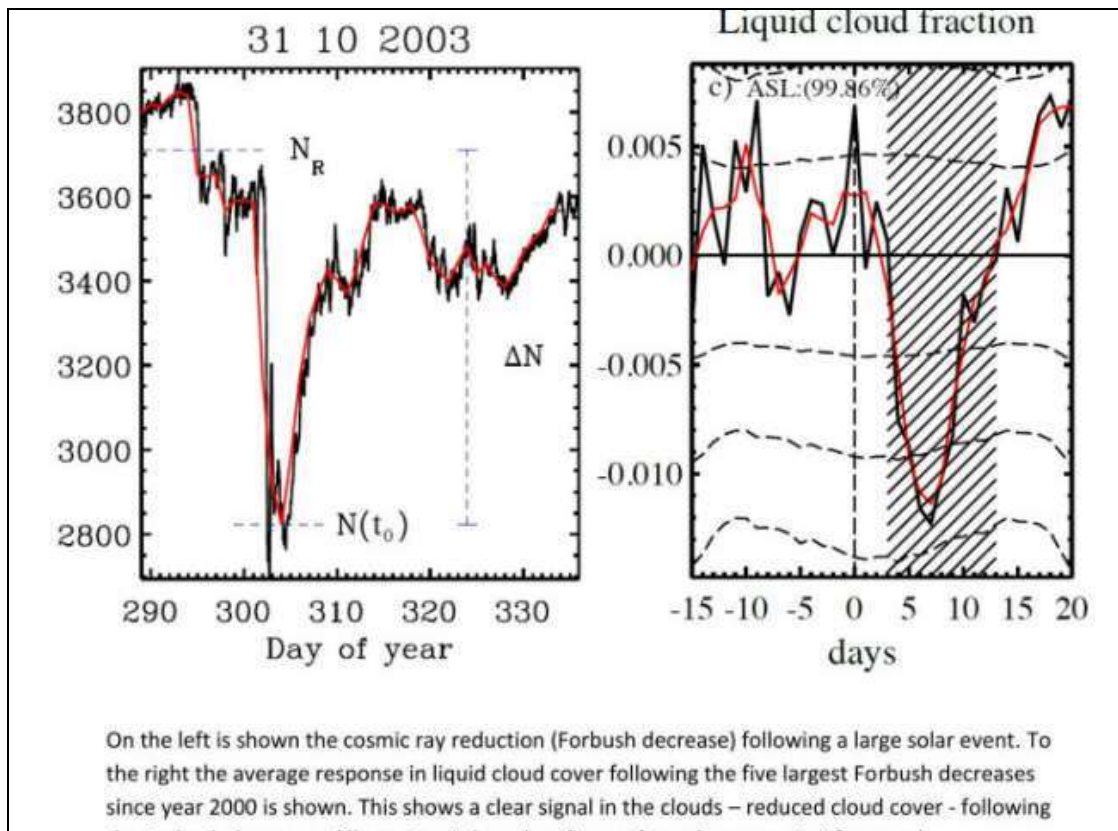 31 10 2003
3800
3600
3400
3200
3000
2800
N_R
ΔN
N(t₀)
290 300 310 320 330
Day of year
Liquid cloud fraction
c) ASL:(99.86%)
0.005
0.000
-0.005
-0.010
-15 -10 -5 0 5 10 15 20
days
On the left is shown the cosmic ray reduction (Forbush decrease) following a large solar event. To
the right the average response in liquid cloud cover following the five largest Forbush decreases
since year 2000 is shown. This shows a clear signal in the clouds – reduced cloud cover - following